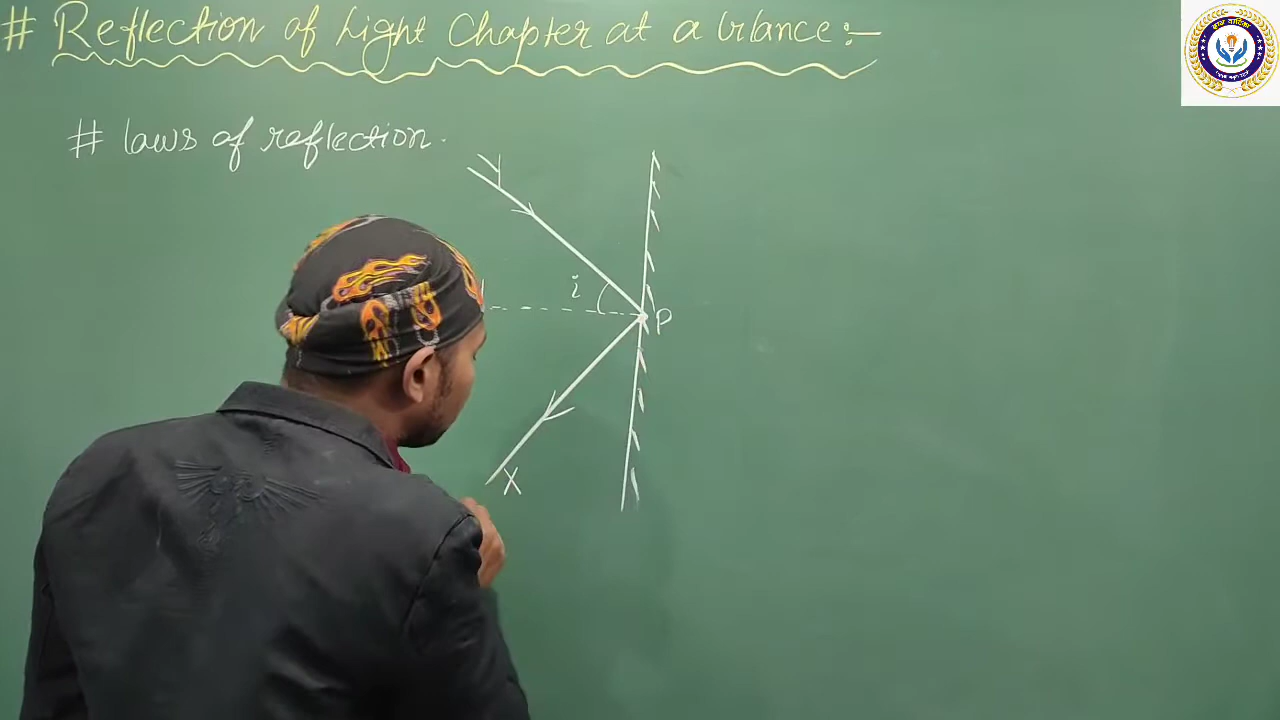 # Reflection of Light Chapter at a Glance :-
# laws of reflection.
Y
i
P
X